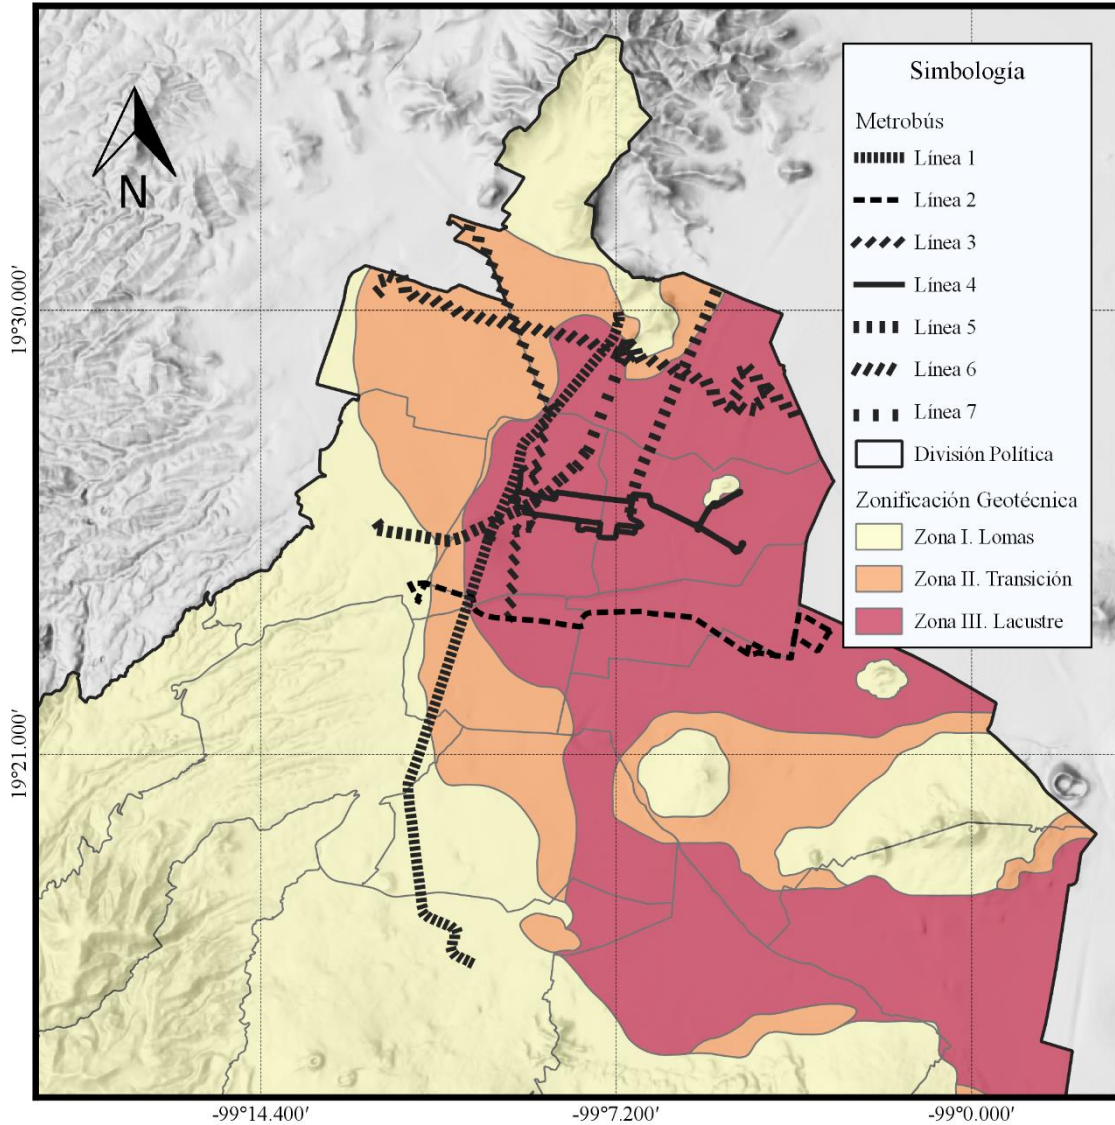 Simbología
Metrobús
Línea 1
Línea 2
Línea 3
Línea 4
Línea 5
Línea 6
Línea 7
División Política
Zonificación Geotécnica
Zona I. Lomas
Zona II. Transición
Zona III. Lacustre
N
19°30.000'
19°21.000'
-99°14.400'
-99°7.200'
-99°0.000'